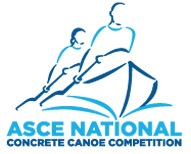 ASCE NATIONAL
CONCRETE CANOE COMPETITION